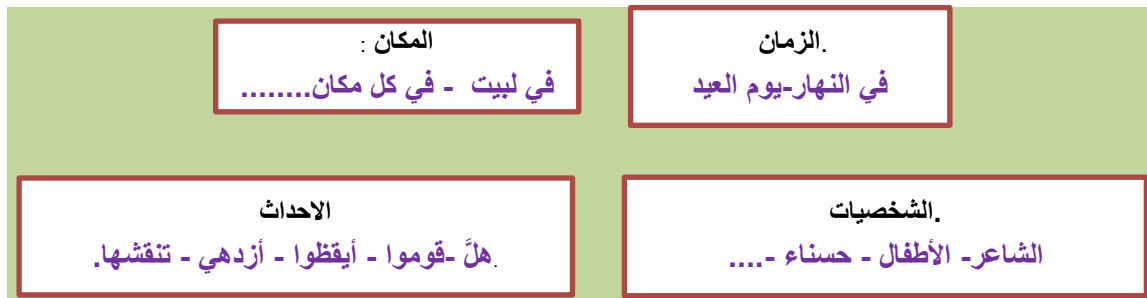 .الزمان
في النهار-يوم العيد
المكان :
في لبيت - في كل مكان........
.الشخصيات
الشاعر- الأطفال - حسناء -....
الاحداث
.هلَّ -قوموا - أيقظوا - أزدهي - تنقشها.